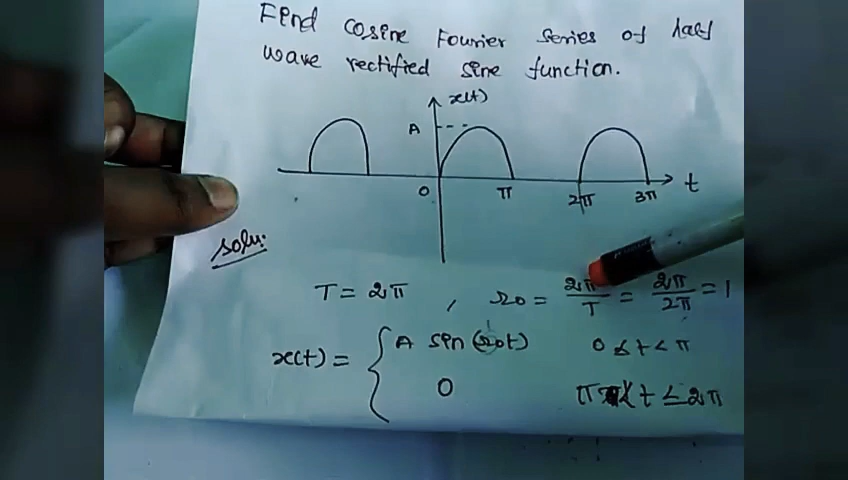 Find cosine Fourier series of half
wave rectified sine function.
x(t)
A
0 π 2π 3π t
Solu:
T = 2π , Ω0 = 2π/T = 2π/2π = 1
x(t) = { A sin(Ω0t) 0 ≤ t < π
0 π < t ≤ 2π